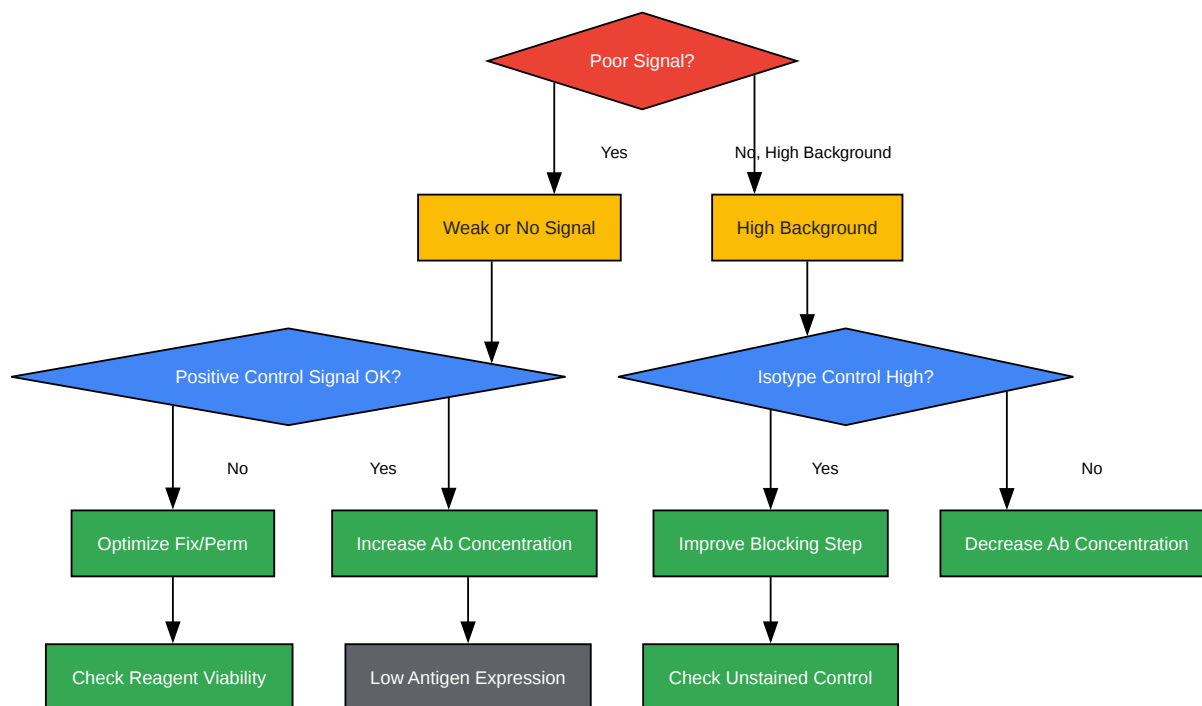 Poor Signal?
Yes
No, High Background
Weak or No Signal
High Background
Positive Control Signal OK?
Isotype Control High?
No
Yes
Yes
No
Optimize Fix/Perm
Increase Ab Concentration
Improve Blocking Step
Decrease Ab Concentration
Check Reagent Viability
Low Antigen Expression
Check Unstained Control